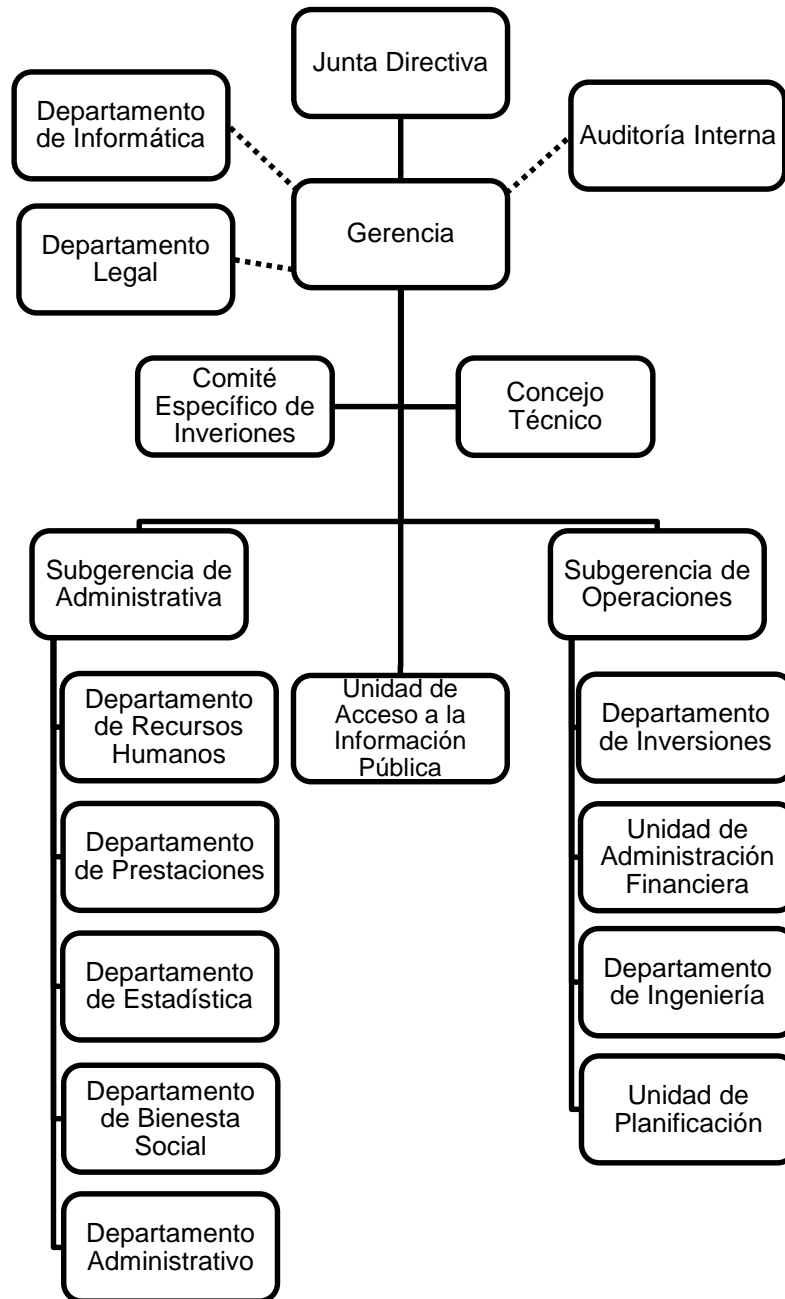 Junta Directiva
Departamento
de Informática
Auditoría Interna
Gerencia
Departamento
Legal
Comité
Específico de
Inveriones
Concejo
Técnico
Subgerencia de
Administrativa
Subgerencia de
Operaciones
Departamento
de Recursos
Humanos
Unidad de
Acceso a la
Información
Pública
Departamento
de Inversiones
Departamento
de Prestaciones
Unidad de
Administración
Financiera
Departamento
de Estadística
Departamento
de Ingeniería
Departamento
de Bienesta
Social
Unidad de
Planificación
Departamento
Administrativo